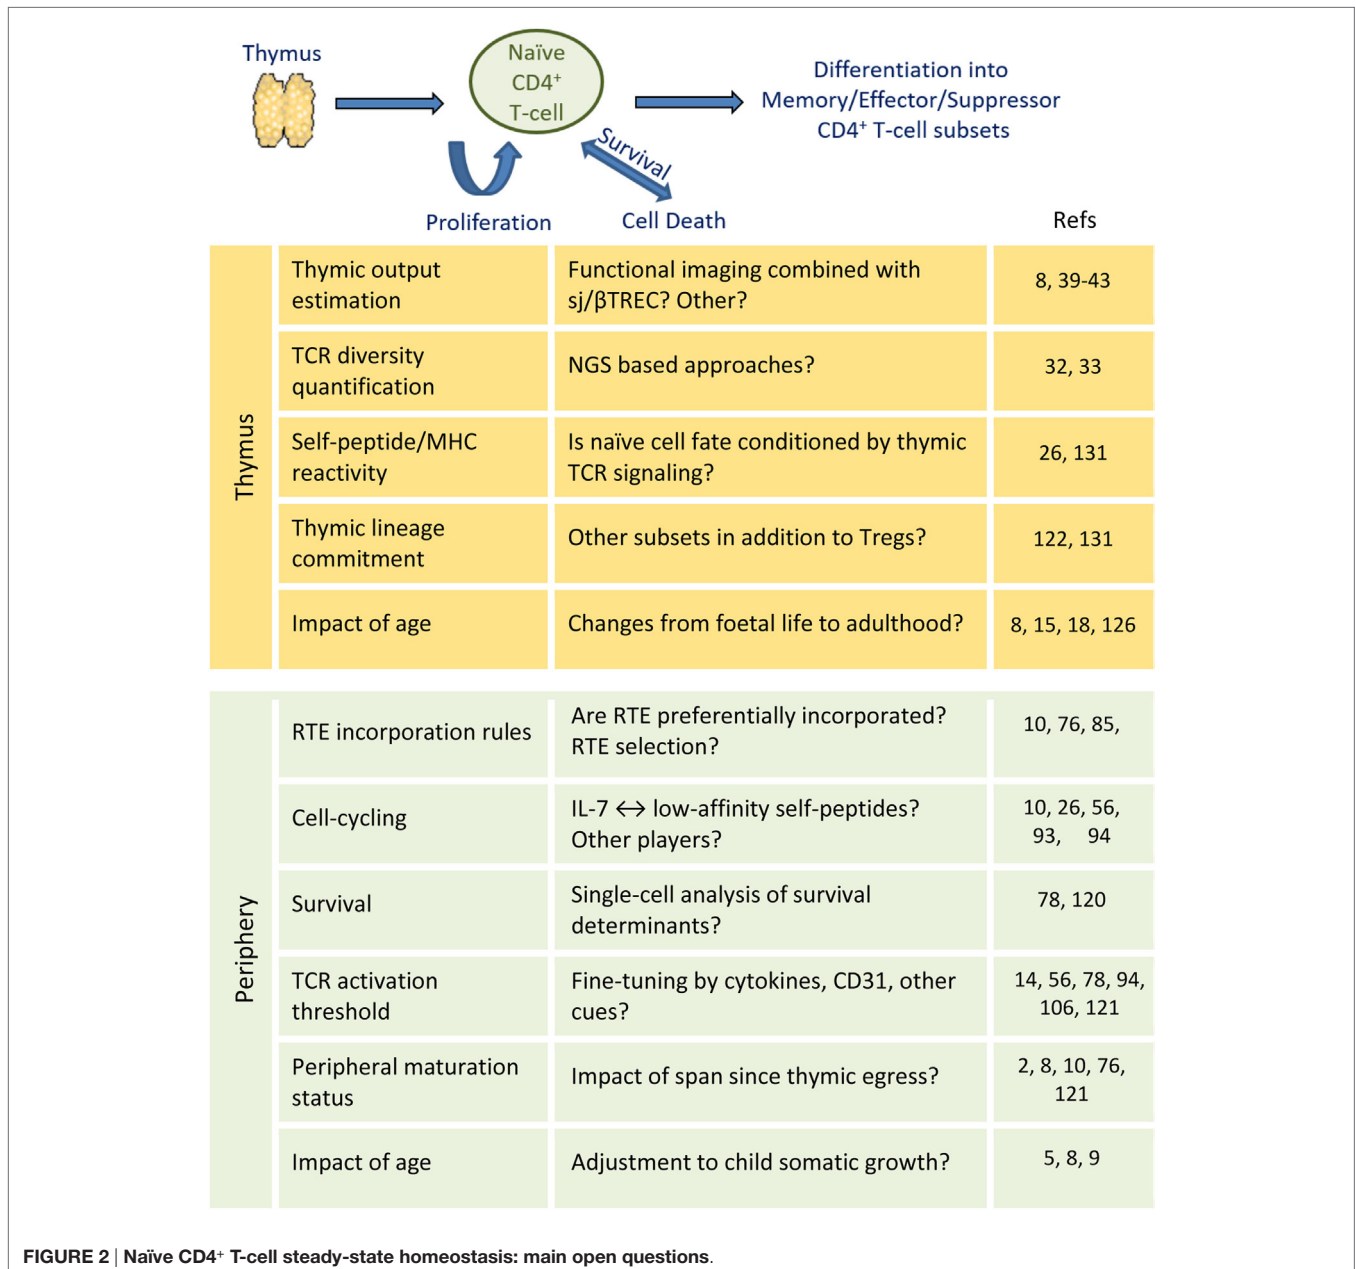 Thymus
Naïve
CD4⁺
T-cell
Differentiation into
Memory/Effector/Suppressor
CD4⁺ T-cell subsets
Survival
Proliferation
Cell Death
Refs
Thymus
Thymic output
estimation
Functional imaging combined with
sj/βTREC? Other?
8, 39-43
TCR diversity
quantification
NGS based approaches?
32, 33
Self-peptide/MHC
reactivity
Is naïve cell fate conditioned by thymic
TCR signaling?
26, 131
Thymic lineage
commitment
Other subsets in addition to Tregs?
122, 131
Impact of age
Changes from foetal life to adulthood?
8, 15, 18, 126
Periphery
RTE incorporation rules
Are RTE preferentially incorporated?
RTE selection?
10, 76, 85,
Cell-cycling
IL-7 ↔ low-affinity self-peptides?
Other players?
10, 26, 56,
93, 94
Survival
Single-cell analysis of survival
determinants?
78, 120
TCR activation
threshold
Fine-tuning by cytokines, CD31, other
cues?
14, 56, 78, 94,
106, 121
Peripheral maturation
status
Impact of span since thymic egress?
2, 8, 10, 76,
121
Impact of age
Adjustment to child somatic growth?
5, 8, 9
FIGURE 2 | Naïve CD4⁺ T-cell steady-state homeostasis: main open questions.